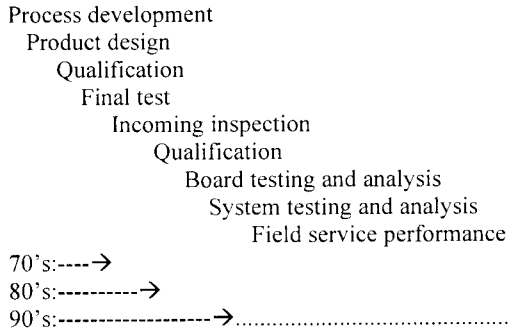 Process development
Product design
Qualification
Final test
Incoming inspection
Qualification
Board testing and analysis
System testing and analysis
Field service performance
70's:----→
80's:----------→
90's:-------------------→..........................................